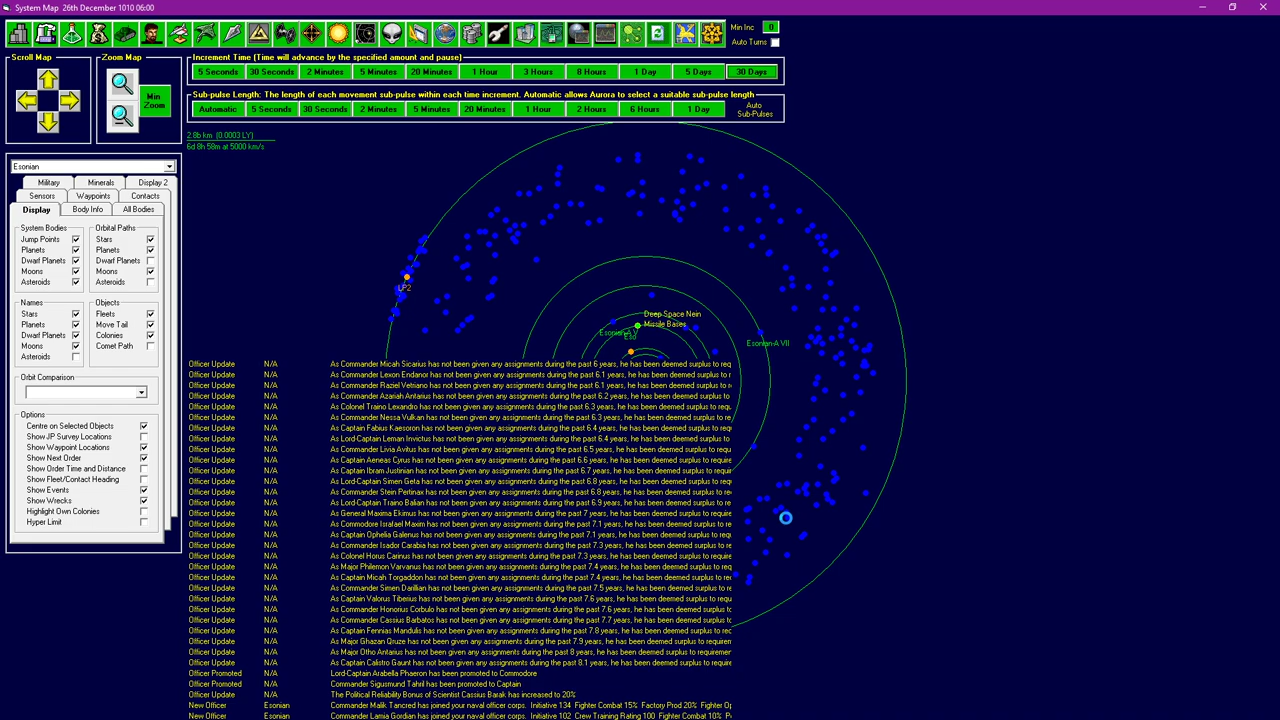 System Map 26th December 1010 06:00
Min Inc 0
Auto Turns
Scroll Map
Zoom Map
Min Zoom
Increment Time (Time will advance by the specified amount and pause)
5 Seconds 30 Seconds 2 Minutes 5 Minutes 20 Minutes 1 Hour 3 Hours 8 Hours 1 Day 5 Days 30 Days
Sub-pulse Length: The length of each movement sub-pulse within each time increment. Automatic allows Aurora to select a suitable sub-pulse length
Automatic 5 Seconds 30 Seconds 2 Minutes 5 Minutes 20 Minutes 1 Hour 2 Hours 6 Hours 1 Day
Auto Sub-Pulses
2.8b km (0.0003 LY)
6d 8h 58m at 5000 km/s
Esonian
Military Minerals Display 2
Sensors Waypoints Contacts
Display Body Info All Bodies
System Bodies
Jump Points
Planets
Dwarf Planets
Moons
Asteroids
Orbital Paths
Stars
Planets
Dwarf Planets
Moons
Asteroids
Names
Stars
Planets
Dwarf Planets
Moons
Asteroids
Objects
Fleets
Move Tail
Colonies
Comet Path
Orbit Comparison
Options
Centre on Selected Objects
Show JP Survey Locations
Show Waypoint Locations
Show Next Order
Show Order Time and Distance
Show Fleet/Contact Heading
Show Events
Show Wrecks
Highlight Own Colonies
Hyper Limit
LP2
Deep Space Nein
Missile Bases
Esonian-A V
Eso
Esonian-A VII
Officer Update N/A As Commander Micah Sicarius has not been given any assignments during the past 6 years, he has been deemed surplus to req
Officer Update N/A As Commander Lexon Endanor has not been given any assignments during the past 6.1 years, he has been deemed surplus to r
Officer Update N/A As Commander Raziel Vetriano has not been given any assignments during the past 6.1 years, he has been deemed surplus to r
Officer Update N/A As Commander Azariah Antarius has not been given any assignments during the past 6.2 years, he has been deemed surplus to
Officer Update N/A As Colonel Traino Lexandro has not been given any assignments during the past 6.3 years, he has been deemed surplus to requ
Officer Update N/A As Commander Nessa Vulkan has not been given any assignments during the past 6.3 years, he has been deemed surplus to re
Officer Update N/A As Captain Fabius Kaesoron has not been given any assignments during the past 6.4 years, he has been deemed surplus to re
Officer Update N/A As Lord-Captain Leman Invictus has not been given any assignments during the past 6.4 years, he has been deemed surplus to
Officer Update N/A As Commander Livia Avitus has not been given any assignments during the past 6.5 years, he has been deemed surplus to requi
Officer Update N/A As Captain Aeneas Cyrus has not been given any assignments during the past 6.6 years, he has been deemed surplus to require
Officer Update N/A As Captain Ibram Justinian has not been given any assignments during the past 6.7 years, he has been deemed surplus to requir
Officer Update N/A As Lord-Captain Simen Geta has not been given any assignments during the past 6.8 years, he has been deemed surplus to rec
Officer Update N/A As Commander Stein Pertinax has not been given any assignments during the past 6.8 years, he has been deemed surplus to re
Officer Update N/A As Lord-Captain Traino Balian has not been given any assignments during the past 6.9 years, he has been deemed surplus to re
Officer Update N/A As General Maxima Ekimus has not been given any assignments during the past 7 years, he has been deemed surplus to require
Officer Update N/A As Commodore Israfael Maxim has not been given any assignments during the past 7.1 years, he has been deemed surplus to re
Officer Update N/A As Captain Ophelia Galenus has not been given any assignments during the past 7.1 years, he has been deemed surplus to req
Officer Update N/A As Commander Isador Carabia has not been given any assignments during the past 7.3 years, he has been deemed surplus to re
Officer Update N/A As Colonel Horus Carinus has not been given any assignments during the past 7.3 years, he has been deemed surplus to require
Officer Update N/A As Major Philemon Varvarus has not been given any assignments during the past 7.4 years, he has been deemed surplus to req
Officer Update N/A As Captain Micah Torgaddon has not been given any assignments during the past 7.4 years, he has been deemed surplus to re
Officer Update N/A As Commander Simen Darillian has not been given any assignments during the past 7.5 years, he has been deemed surplus to r
Officer Update N/A As Captain Valorus Tiberius has not been given any assignments during the past 7.6 years, he has been deemed surplus to requ
Officer Update N/A As Commander Honorius Corbulo has not been given any assignments during the past 7.6 years, he has been deemed surplus to
Officer Update N/A As Commander Cassius Barbatos has not been given any assignments during the past 7.7 years, he has been deemed surplus to
Officer Update N/A As Captain Fennias Mandulis has not been given any assignments during the past 7.8 years, he has been deemed surplus to req
Officer Update N/A As Major Ghazan Qruze has not been given any assignments during the past 7.9 years, he has been deemed surplus to requirem
Officer Update N/A As Major Otho Antarius has not been given any assignments during the past 8 years, he has been deemed surplus to requiremen
Officer Update N/A As Captain Calistro Gaunt has not been given any assignments during the past 8.1 years, he has been deemed surplus to requirem
Officer Promoted N/A Lord-Captain Arabella Phaeron has been promoted to Commodore
Officer Promoted N/A Commander Sigusmund Tahril has been promoted to Captain
Officer Update N/A The Political Reliability Bonus of Scientist Cassius Barak has increased to 20%
New Officer Esonian Commander Malik Tancred has joined your naval officer corps. Initiative 134 Fighter Combat 15% Factory Prod 20% Fighter Op
New Officer Esonian Commander Lamia Gordian has joined your naval officer corps. Initiative 102 Crew Training Rating 100 Fighter Combat 10% P